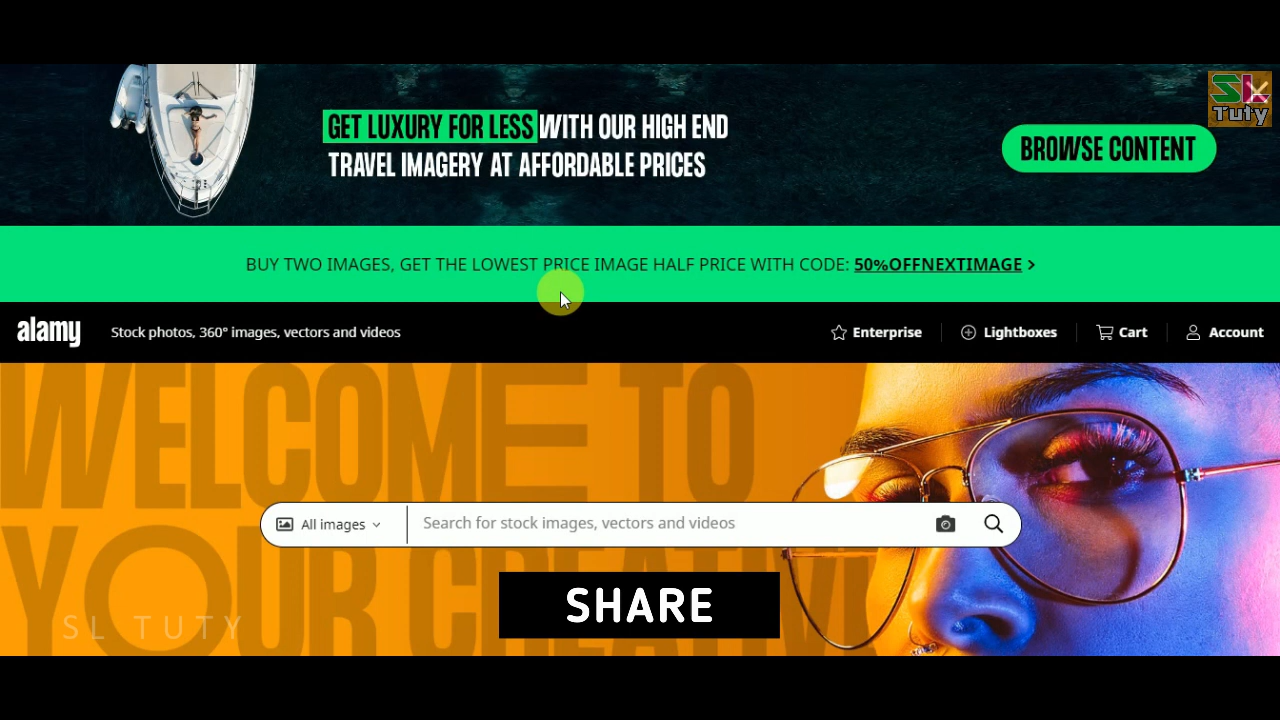 GET LUXURY FOR LESS WITH OUR HIGH END
TRAVEL IMAGERY AT AFFORDABLE PRICES
SL
Tuty
BROWSE CONTENT
BUY TWO IMAGES, GET THE LOWEST PRICE IMAGE HALF PRICE WITH CODE: 50%OFFNEXTIMAGE >
alamy
Stock photos, 360° images, vectors and videos
Enterprise
Lightboxes
Cart
Account
WELCOME TO
All images
Search for stock images, vectors and videos
YOUR CREATIVE
SHARE
SL TUTY